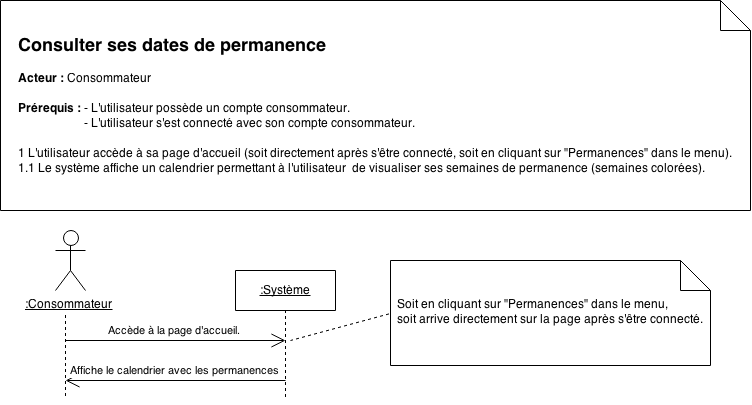 Consulter ses dates de permanence
Acteur : Consommateur
Prérequis : - L'utilisateur possède un compte consommateur.
- L'utilisateur s'est connecté avec son compte consommateur.
1 L'utilisateur accède à sa page d'accueil (soit directement après s'être connecté, soit en cliquant sur "Permanences" dans le menu).
1.1 Le système affiche un calendrier permettant à l'utilisateur  de visualiser ses semaines de permanence (semaines colorées).
:Consommateur
:Système
Soit en cliquant sur "Permanences" dans le menu,
soit arrive directement sur la page après s'être connecté.
Accède à la page d'accueil.
Affiche le calendrier avec les permanences